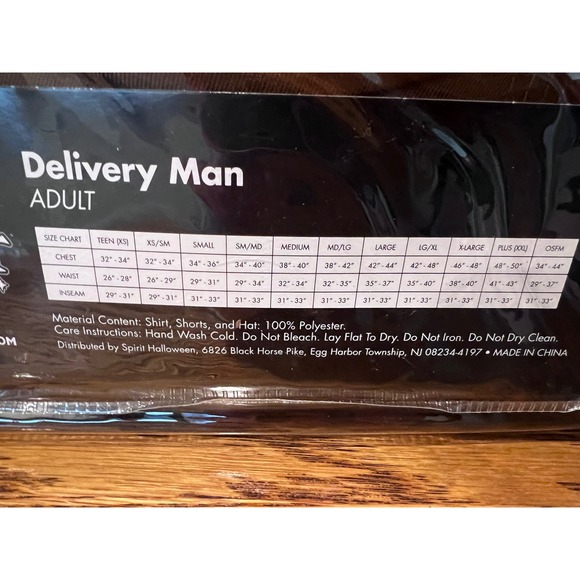 Delivery Man
ADULT
SIZE CHART TEEN (XS) XS/SM SMALL SM/MD MEDIUM MD/LG LARGE LG/XL X-LARGE PLUS (XXL) OSFM
CHEST 32" - 34" 32" - 34" 34" - 36" 34" - 40" 38" - 40" 38" - 42" 42" - 44" 42" - 48" 46" - 48" 48" - 50" 34" - 44"
WAIST 26" - 28" 26" - 29" 29" - 31" 29" - 34" 32" - 34" 32" - 35" 35" - 37" 35" - 40" 38" - 40" 41" - 43" 29" - 37"
INSEAM 29" - 31" 29" - 31" 31" - 33" 31" - 33" 31" - 33" 31" - 33" 31" - 33" 31" - 33" 31" - 33" 31" - 33" 31" - 33"
OM
Material Content: Shirt, Shorts, and Hat: 100% Polyester.
Care Instructions: Hand Wash Cold. Do Not Bleach. Lay Flat To Dry. Do Not Iron. Do Not Dry Clean.
Distributed by Spirit Halloween, 6826 Black Horse Pike, Egg Harbor Township, NJ 08234-4197 • MADE IN CHINA